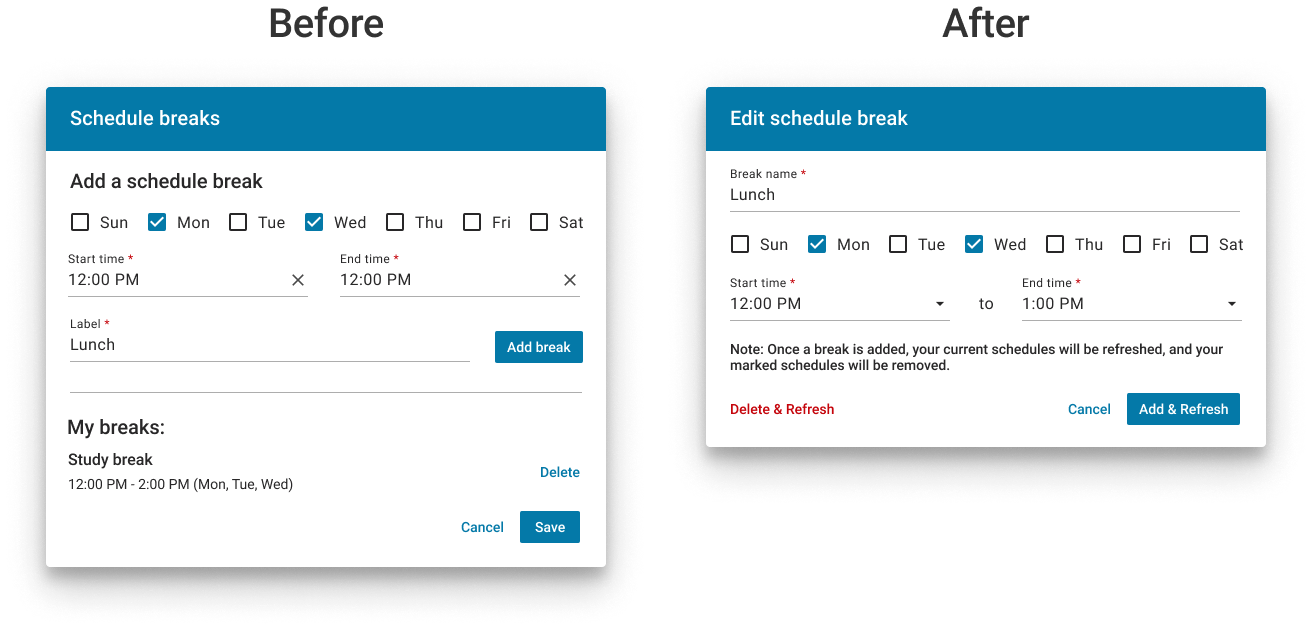 Before
Schedule breaks
Add a schedule break
Sun Mon Tue Wed Thu Fri Sat
Start time * End time *
12:00 PM 12:00 PM
Label *
Lunch
Add break
My breaks:
Study break
12:00 PM - 2:00 PM (Mon, Tue, Wed)
Delete
Cancel Save
After
Edit schedule break
Break name *
Lunch
Sun Mon Tue Wed Thu Fri Sat
Start time * End time *
12:00 PM to 1:00 PM
Note: Once a break is added, your current schedules will be refreshed, and your
marked schedules will be removed.
Delete & Refresh Cancel Add & Refresh